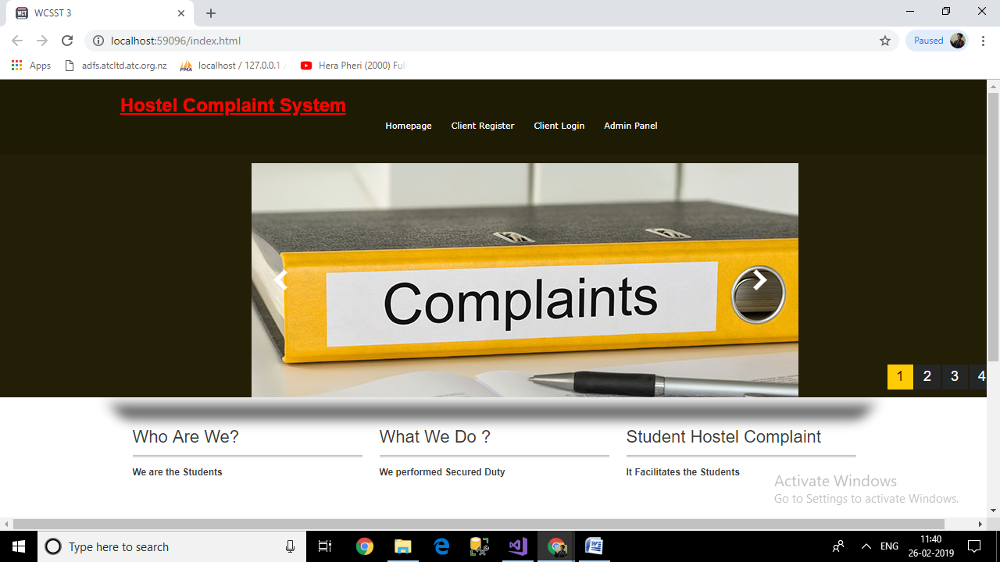 WCSST 3
localhost:59096/index.html
Paused
Apps
adfs.atcltd.atc.org.nz
localhost / 127.0.0.1
Hera Pheri (2000) Ful
Hostel Complaint System
Homepage Client Register Client Login Admin Panel
Complaints
1 2 3 4
Who Are We? What We Do ? Student Hostel Complaint
We are the Students We performed Secured Duty It Facilitates the Students
Activate Windows
Go to Settings to activate Windows.
Type here to search
ENG
11:40
26-02-2019